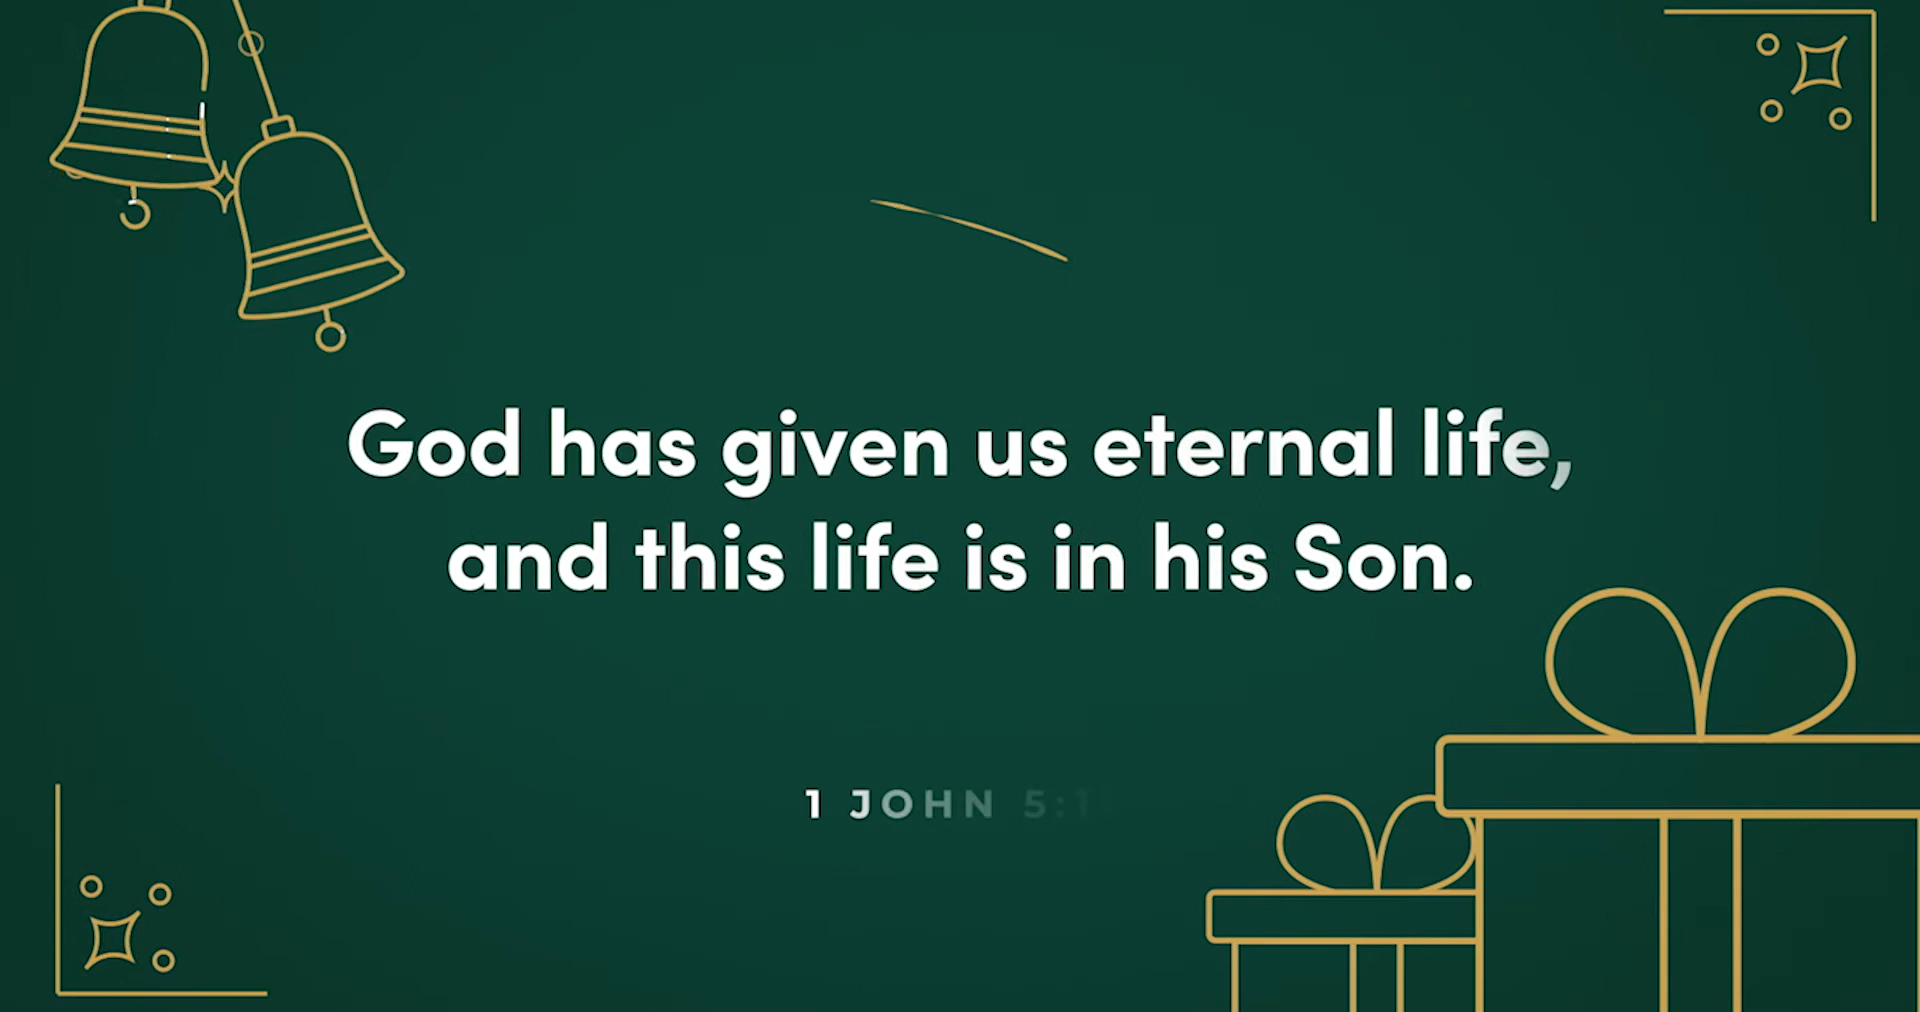 God has given us eternal life,
and this life is in his Son.
1 JOHN 5:1